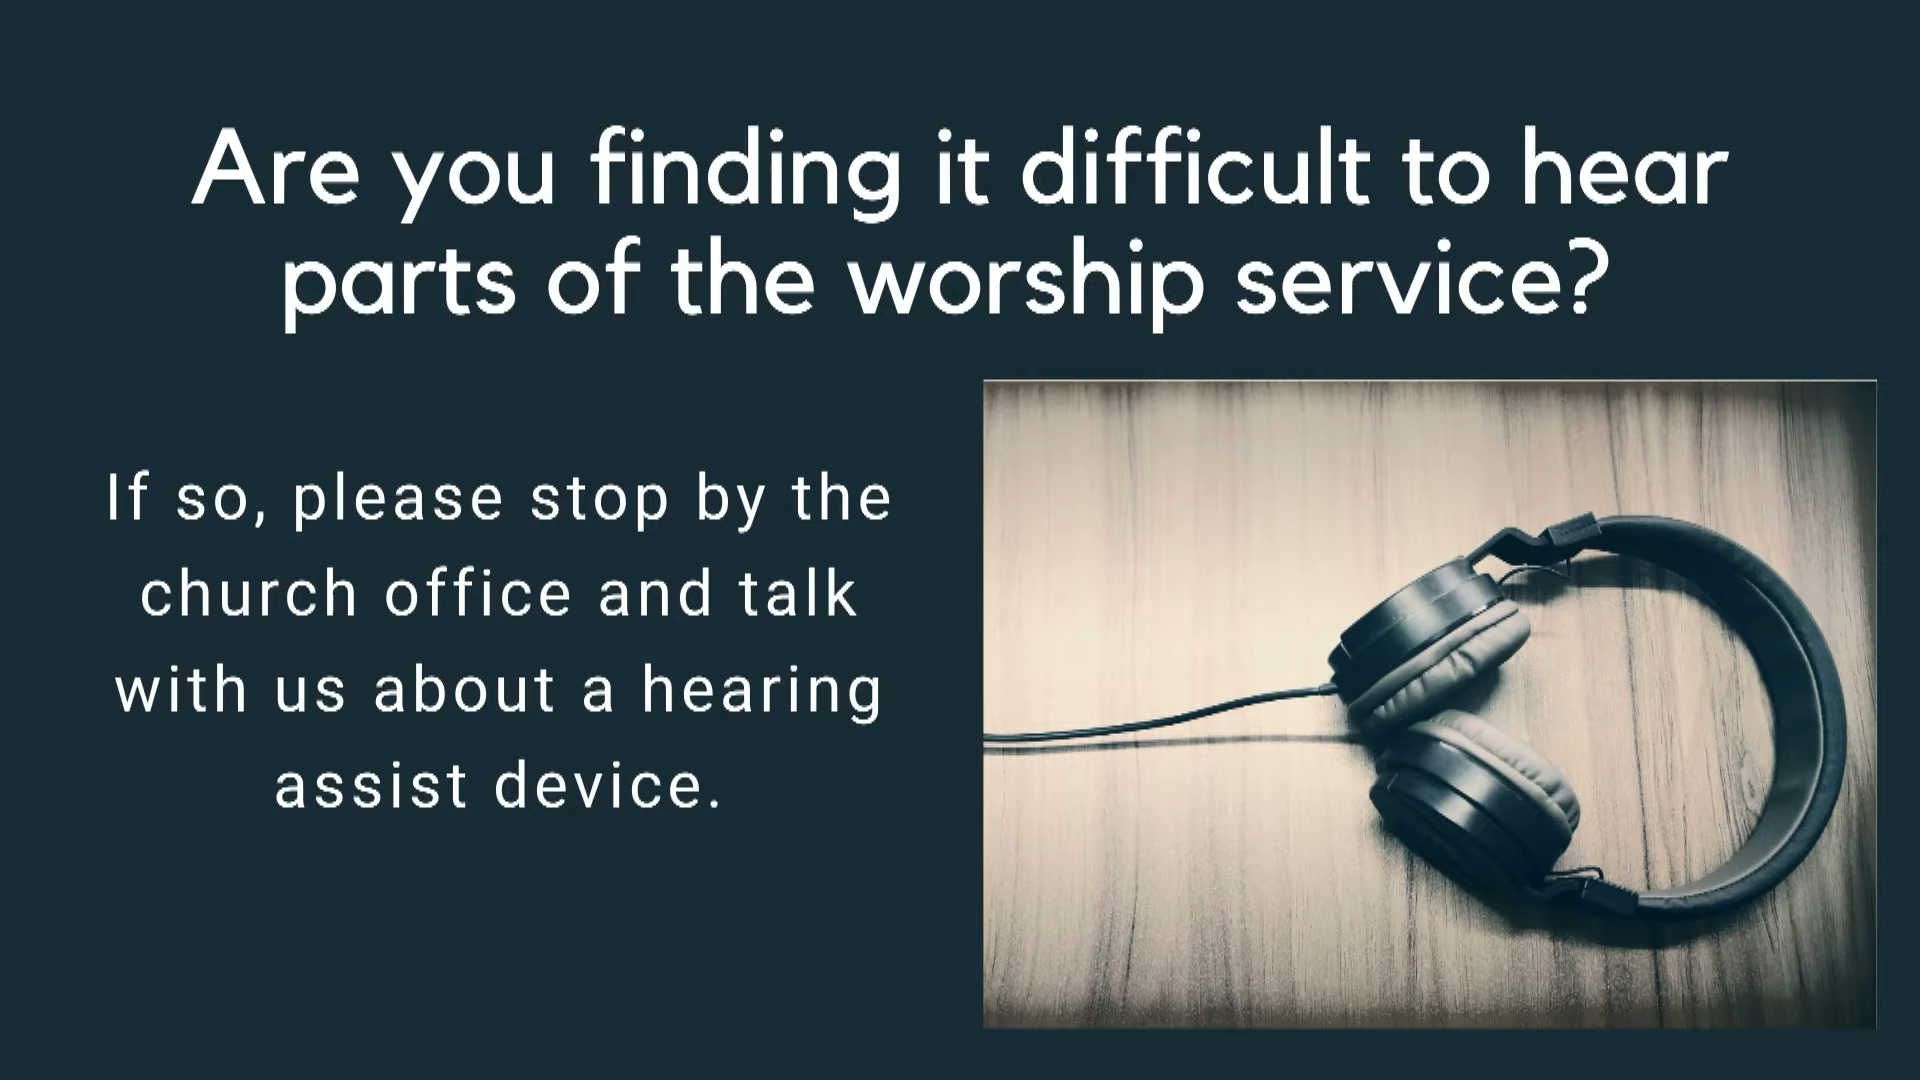 Are you finding it difficult to hear
parts of the worship service?
If so, please stop by the
church office and talk
with us about a hearing
assist device.